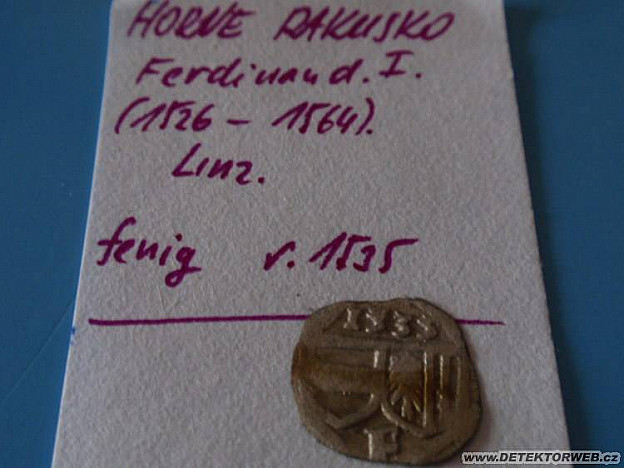 HORNE RAKUSKO
Ferdinand. I.
(1526 - 1564).
Linz.
fenig r. 1535
1535
F
www.DETEKTORWEB.cz